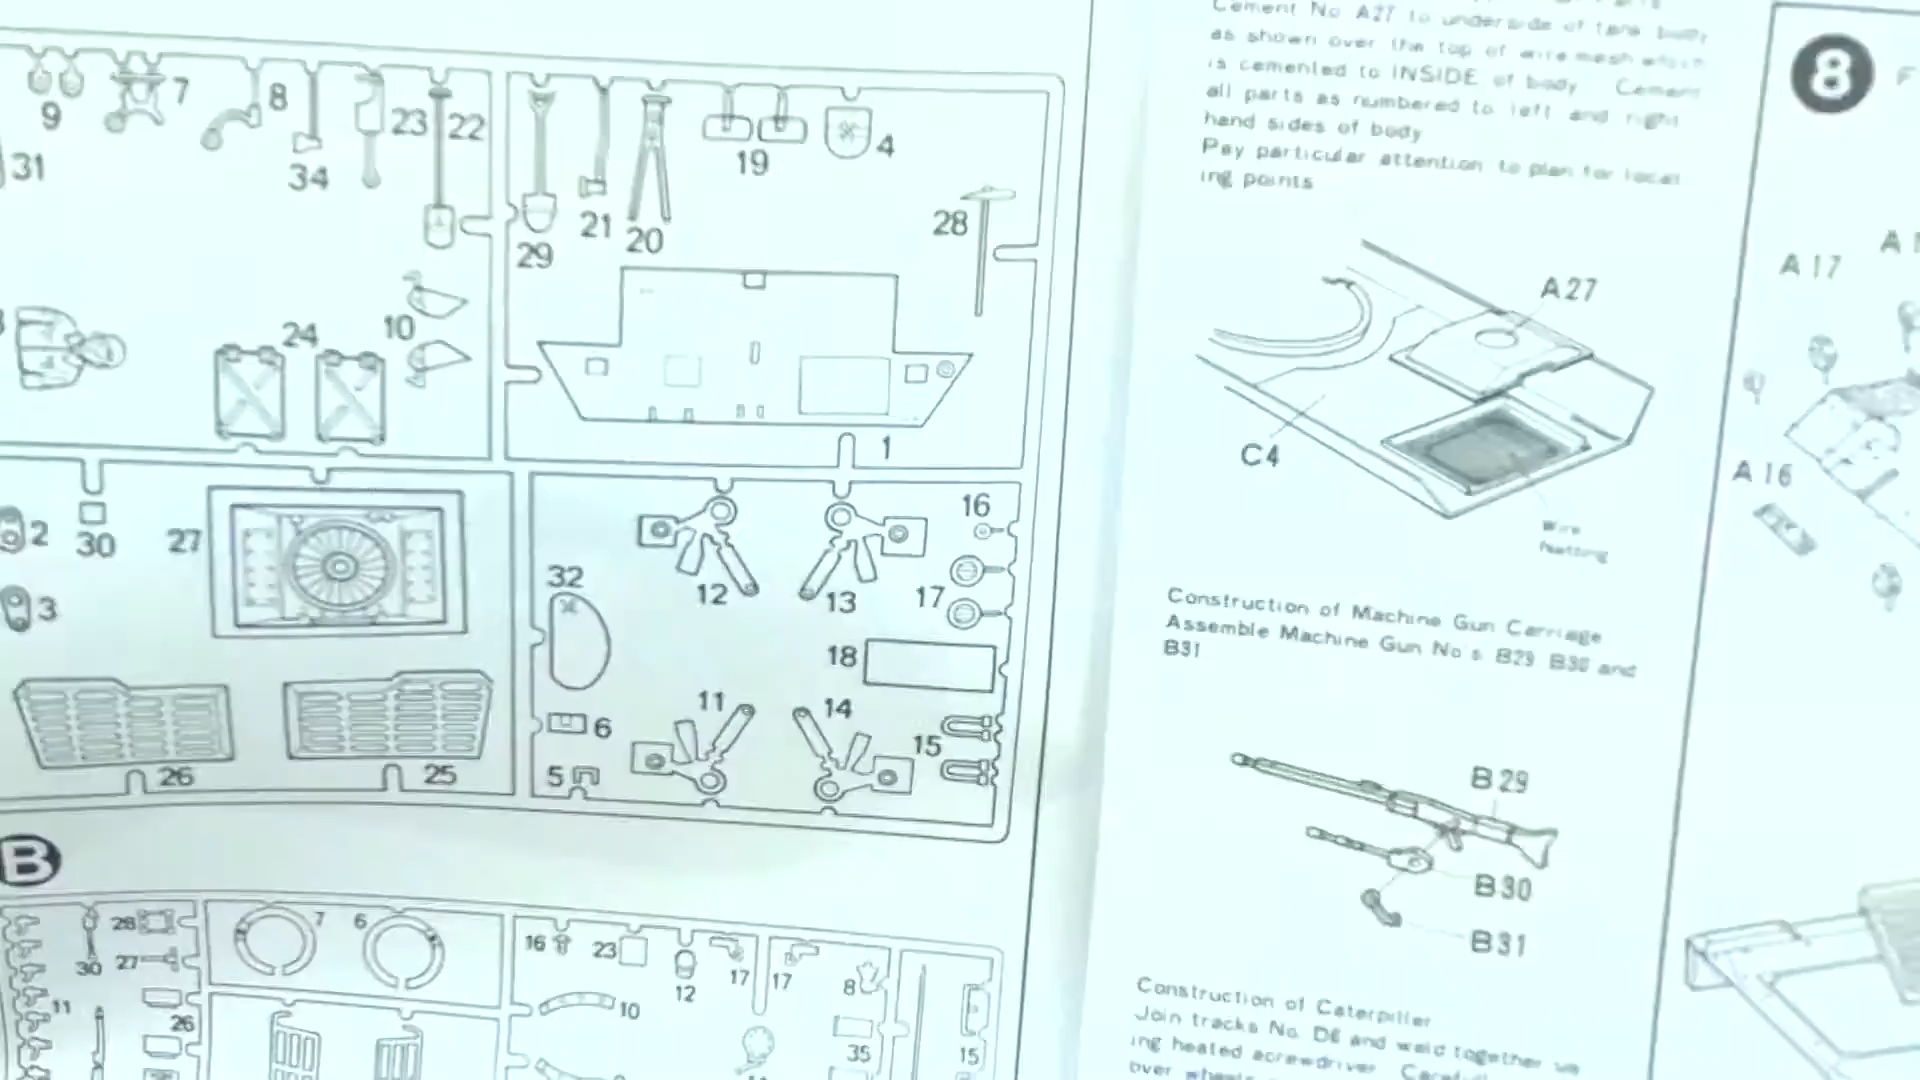 9
7
8
23
22
31
34
29
21
20
19
4
28
24
10
1
2
30
27
3
26
25
32
12
13
16
17
18
11
14
6
15
5
B
28
30
27
11
26
7
6
16
23
12
17
17
8
10
35
15
Cement No A27 to underside of tank body
as shown over the top of wire mesh which
is cemented to INSIDE of body Cement
all parts as numbered to left and right
hand sides of body
Pay particular attention to plan for locat
ing points
A27
C4
Wire
Netting
Construction of Machine Gun Carriage
Assemble Machine Gun No s B29 B30 and
B31
B29
B30
B31
Construction of Caterpiller
Join tracks No. D6 and weld together us
ing heated screwdriver
over wheels
8
A17
A16